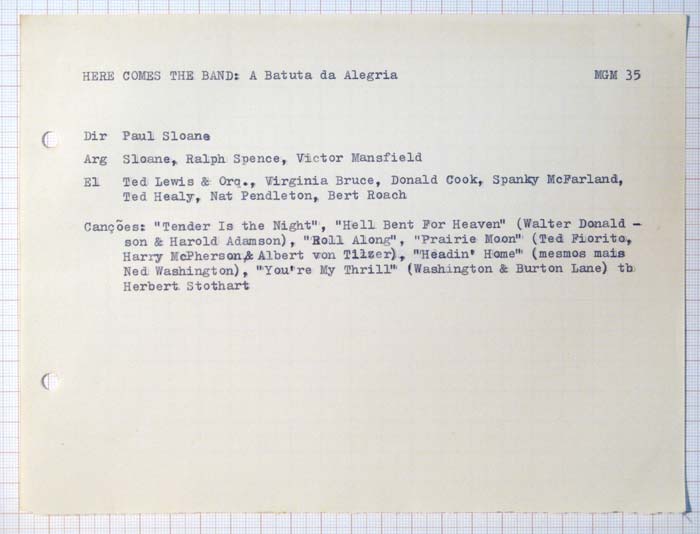 HERE COMES THE BAND: A Batuta da Alegria MGM 35
Dir Paul Sloane
Arg Sloane, Ralph Spence, Victor Mansfield
El Ted Lewis & Orq., Virginia Bruce, Donald Cook, Spanky McFarland,
Ted Healy, Nat Pendleton, Bert Roach
Canções: "Tender Is the Night", "Hell Bent For Heaven" (Walter Donald -
son & Harold Adamson), "Roll Along", "Prairie Moon" (Ted Fiorito,
Harry McPherson,& Albert von Tilzer), "Headin' Home" (mesmos mais
Ned Washington), "You're My Thrill" (Washington & Burton Lane) tb
Herbert Stothart